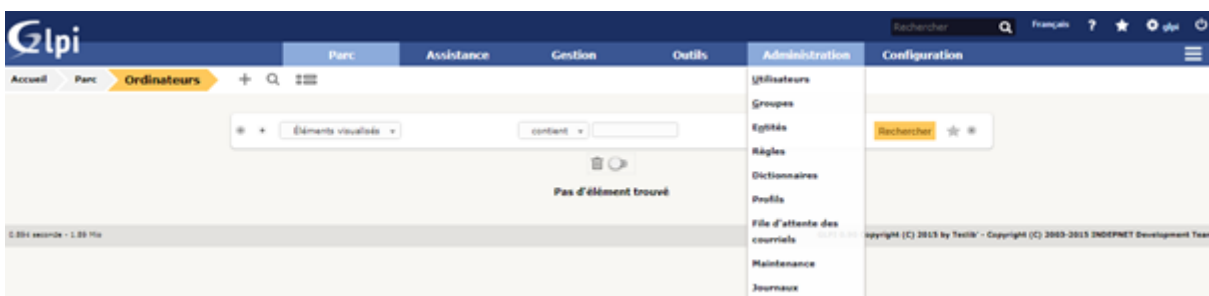 Glpi
Rechercher Français ? glpi
Parc Assistance Gestion Outils Administration Configuration
Accueil Parc Ordinateurs
Utilisateurs
Groupes
Entités
Règles
Dictionnaires
Profils
File d'attente des
courriels
Maintenance
Journaux
Éléments visualisés contient Rechercher
Pas d'élément trouvé
Copyright (C) 2015 by Teclib' - Copyright (C) 2003-2015 INDEPNET Development Team